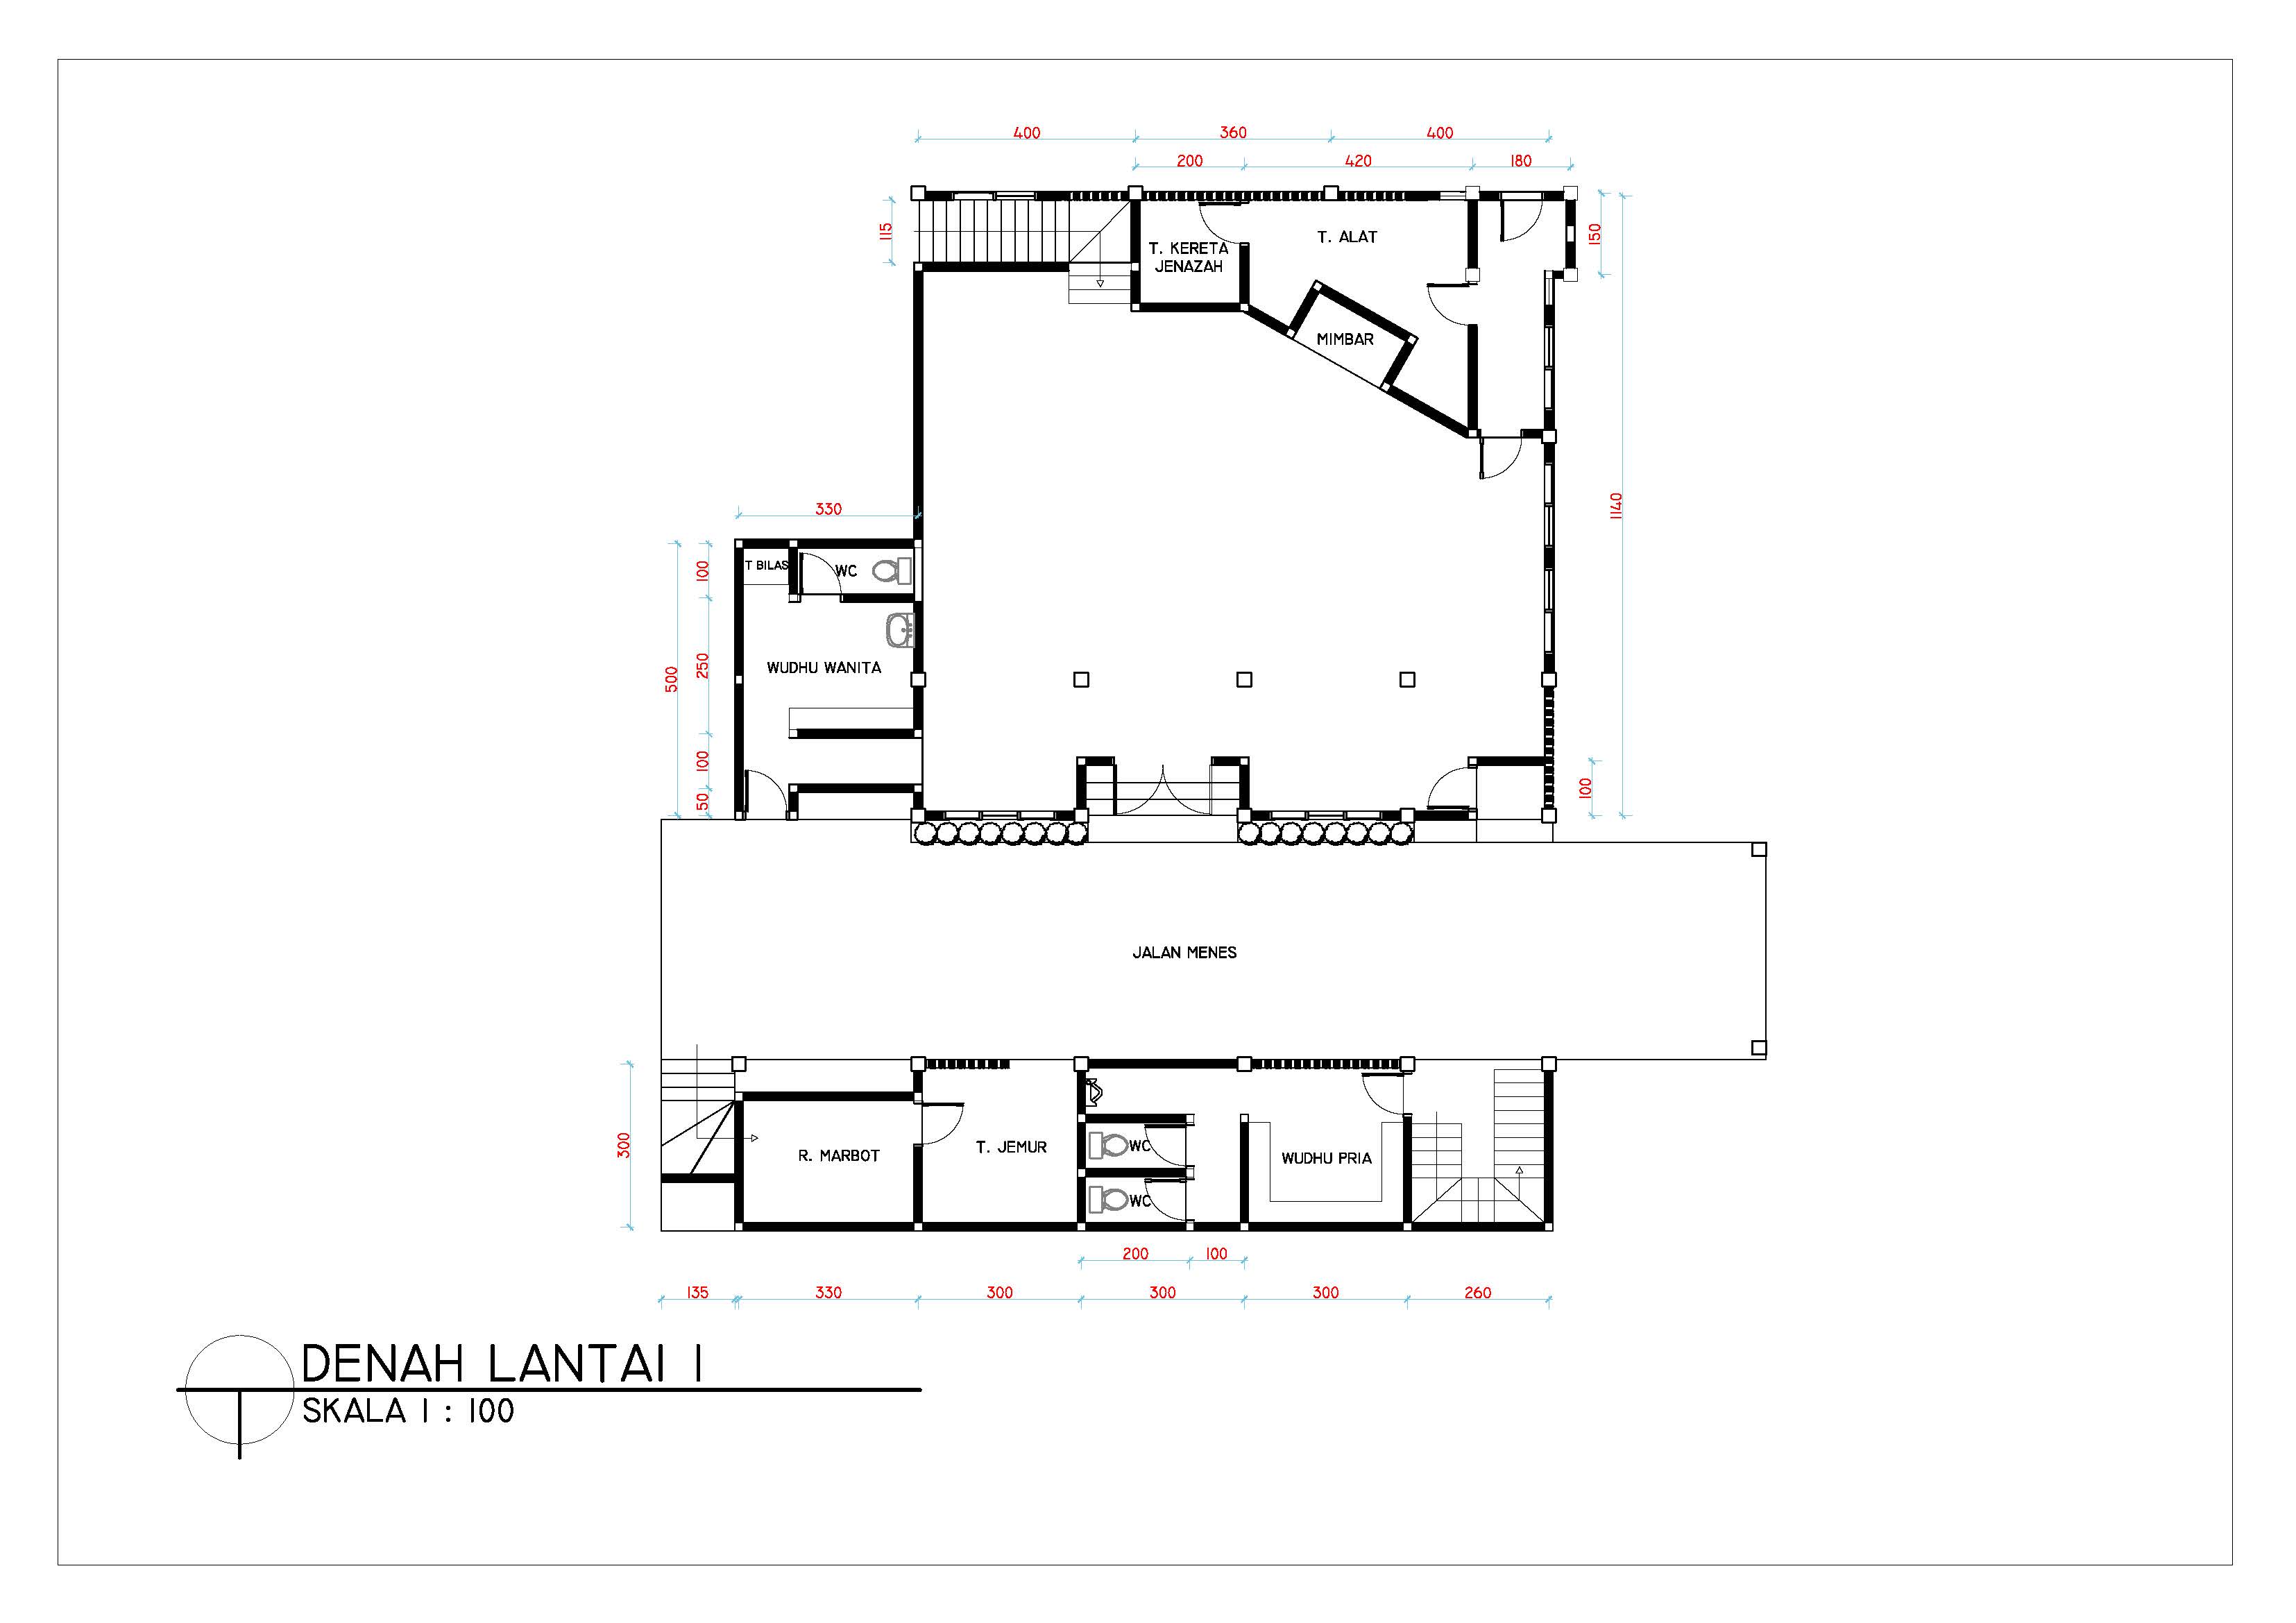 400 360 400
200 420 180
115
150
T. KERETA
JENAZAH
T. ALAT
MIMBAR
1140
330
500
100
T BILAS
WC
250
WUDHU WANITA
100
50
100
JALAN MENES
300
R. MARBOT
T. JEMUR
WC
WC
WUDHU PRIA
200 100
135 330 300 300 300 260
DENAH LANTAI 1
SKALA 1 : 100